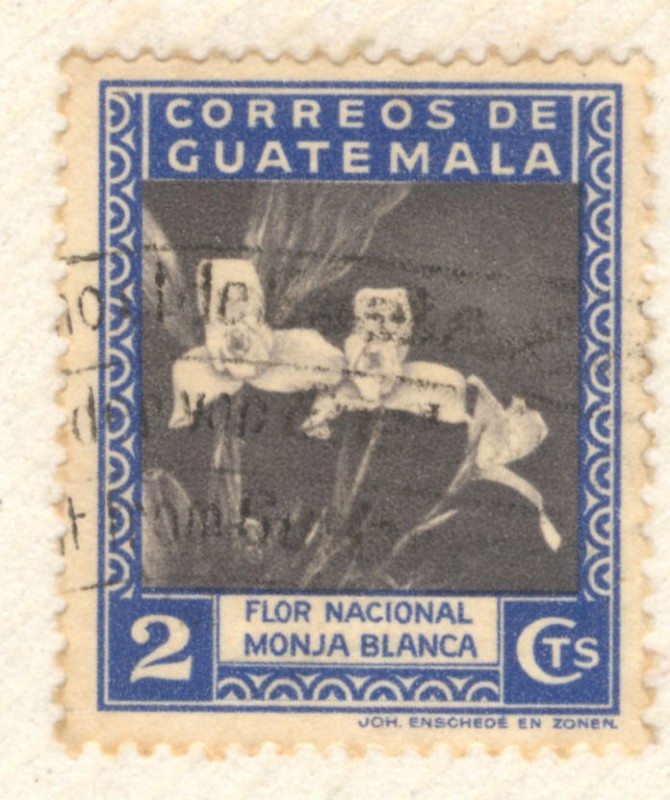 CORREOS DE
GUATEMALA
FLOR NACIONAL
MONJA BLANCA
2 CTS
JOH. ENSCHEDÉ EN ZONEN.